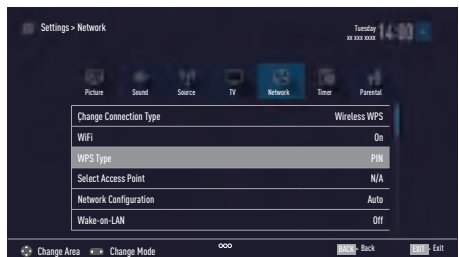 Settings > Network
Tuesday
xx xxx xxxx
14:00
Picture Sound Source TV Network Timer Parental
Change Connection Type Wireless WPS
WiFi On
WPS Type PIN
Select Access Point N/A
Network Configuration Auto
Wake-on-LAN Off
Change Area Change Mode BACK - Back EXIT - Exit